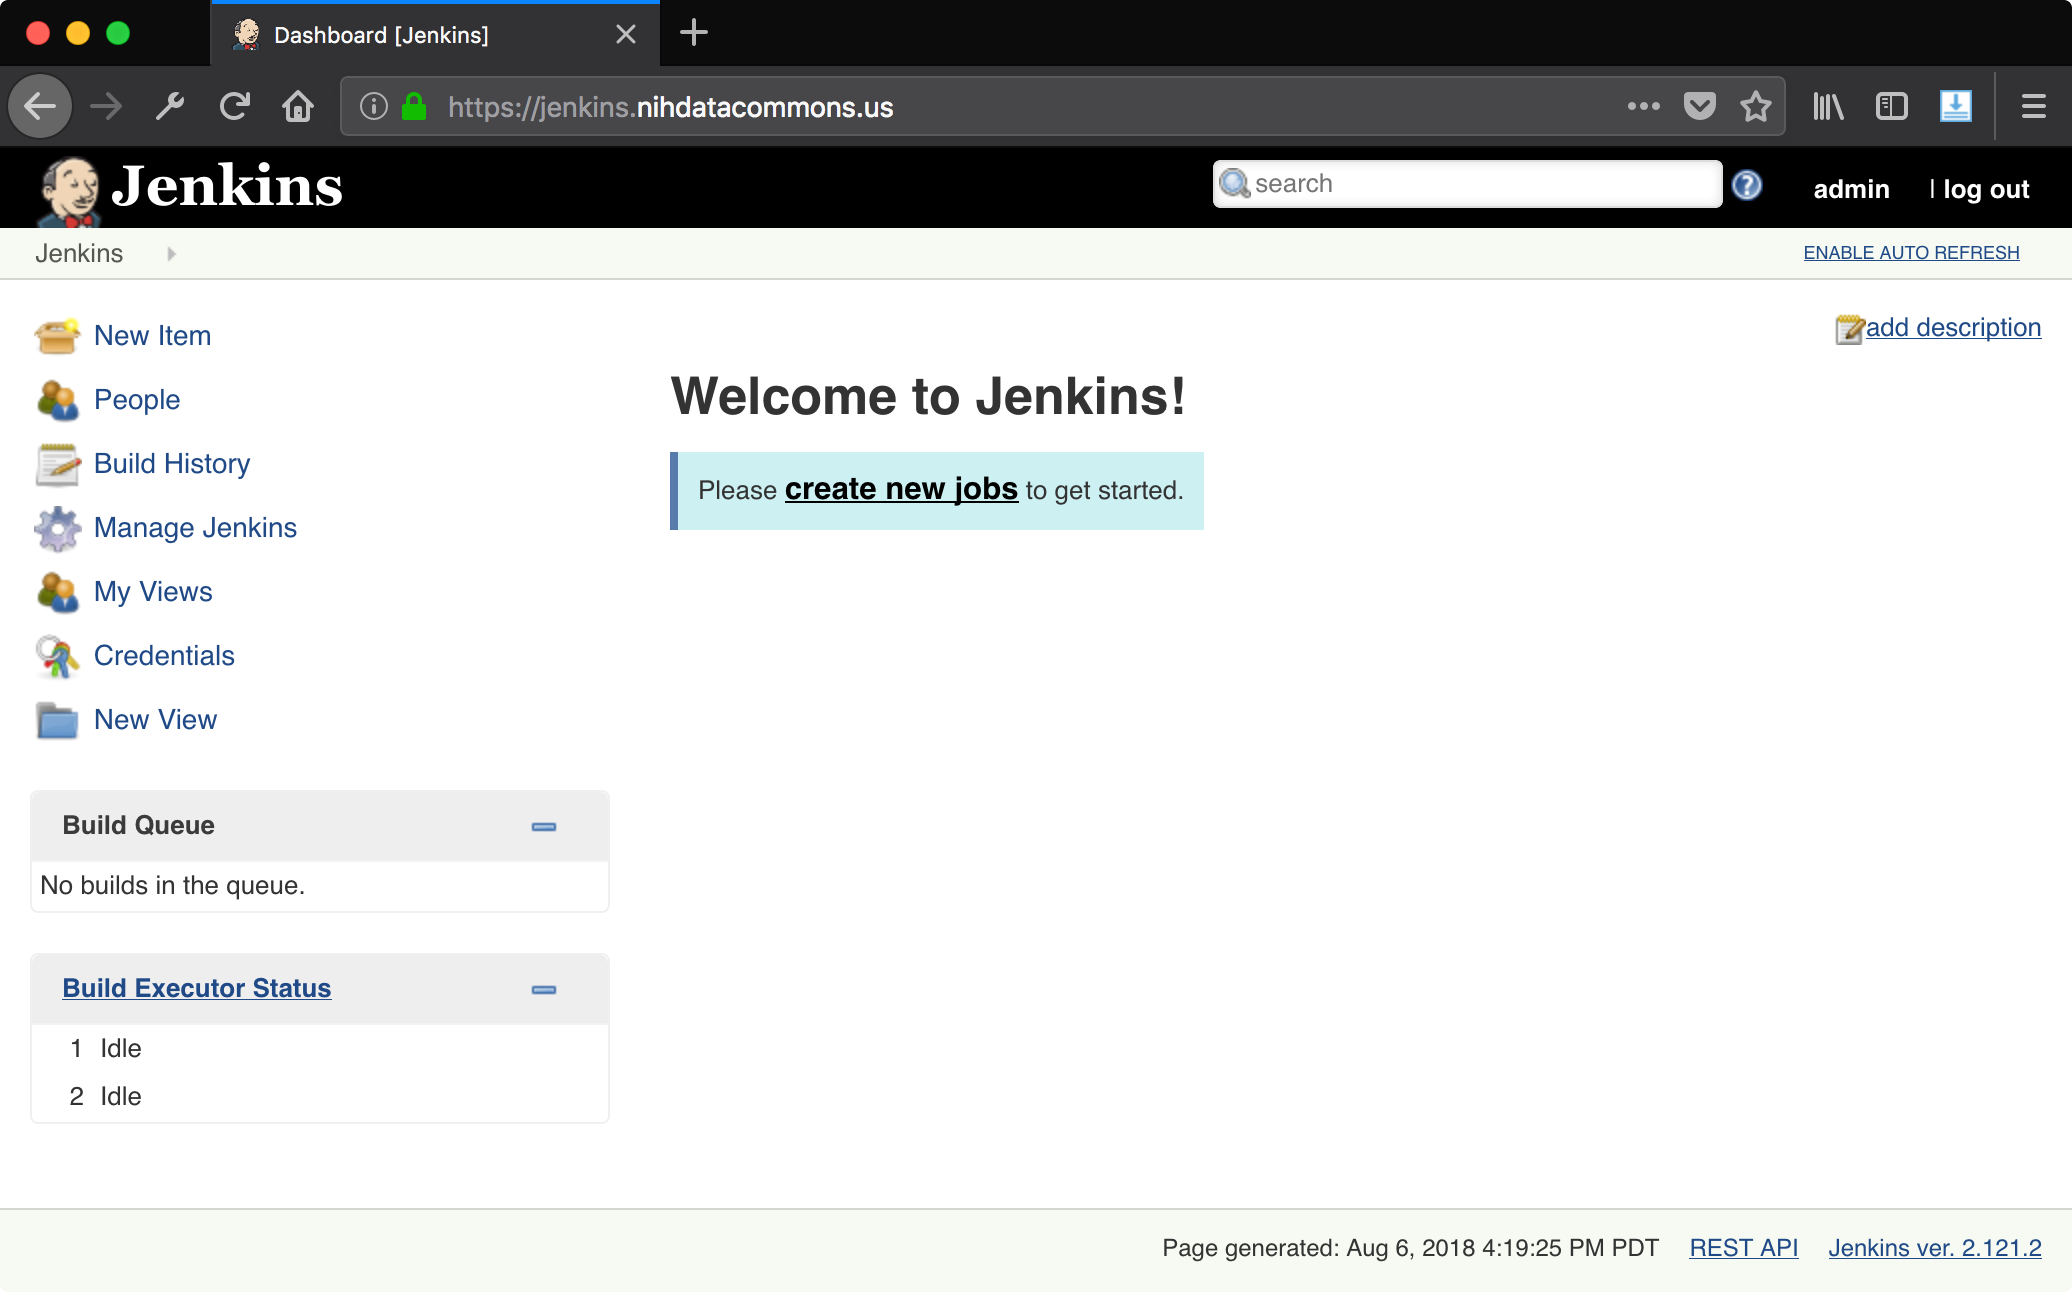 Dashboard [Jenkins]
https://jenkins.nihdatacommons.us
Jenkins
search
admin
| log out
Jenkins
ENABLE AUTO REFRESH
New Item
add description
People
Welcome to Jenkins!
Build History
Please create new jobs to get started.
Manage Jenkins
My Views
Credentials
New View
Build Queue
No builds in the queue.
Build Executor Status
1 Idle
2 Idle
Page generated: Aug 6, 2018 4:19:25 PM PDT REST API Jenkins ver. 2.121.2